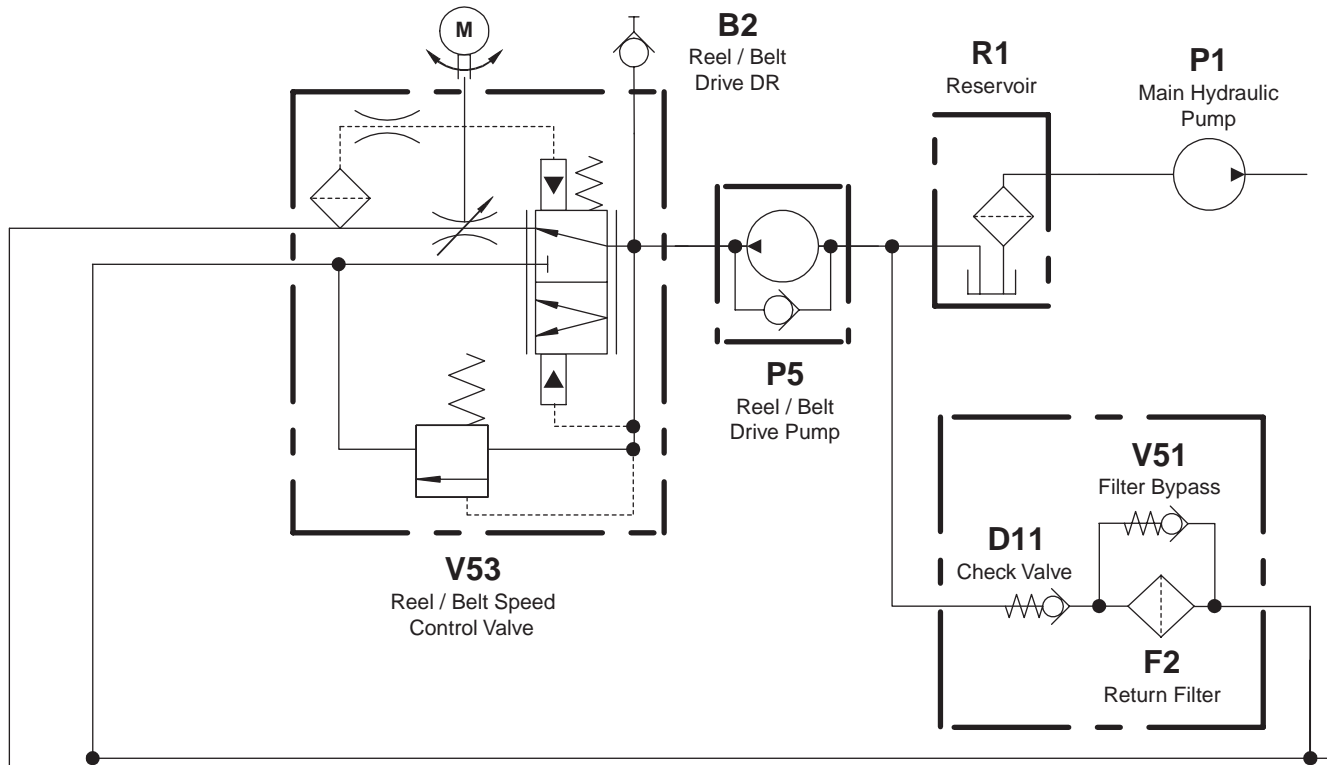 M
B2
Reel / Belt
Drive DR
R1
Reservoir
P1
Main Hydraulic
Pump
P5
Reel / Belt
Drive Pump
V53
Reel / Belt Speed
Control Valve
V51
Filter Bypass
D11
Check Valve
F2
Return Filter